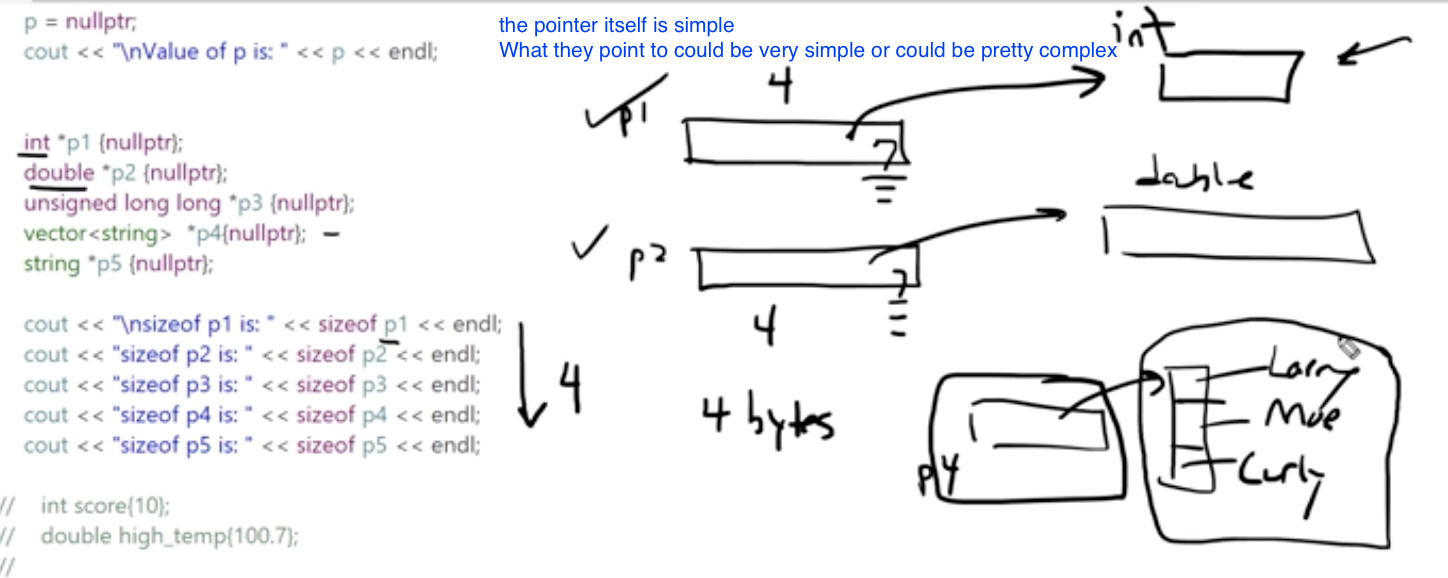 p = nullptr;
cout << "\nValue of p is: " << p << endl;
the pointer itself is simple
What they point to could be very simple or could be pretty complex
int *p1 {nullptr};
double *p2 {nullptr};
unsigned long long *p3 {nullptr};
vector<string> *p4{nullptr};
string *p5 {nullptr};
cout << "\nsizeof p1 is: " << sizeof p1 << endl;
cout << "sizeof p2 is: " << sizeof p2 << endl;
cout << "sizeof p3 is: " << sizeof p3 << endl;
cout << "sizeof p4 is: " << sizeof p4 << endl;
cout << "sizeof p5 is: " << sizeof p5 << endl;
// int score{10};
// double high_temp{100.7};
//
4
int
4
p1
double
p2
4
4 bytes
p4
Larry
Moe
Curly